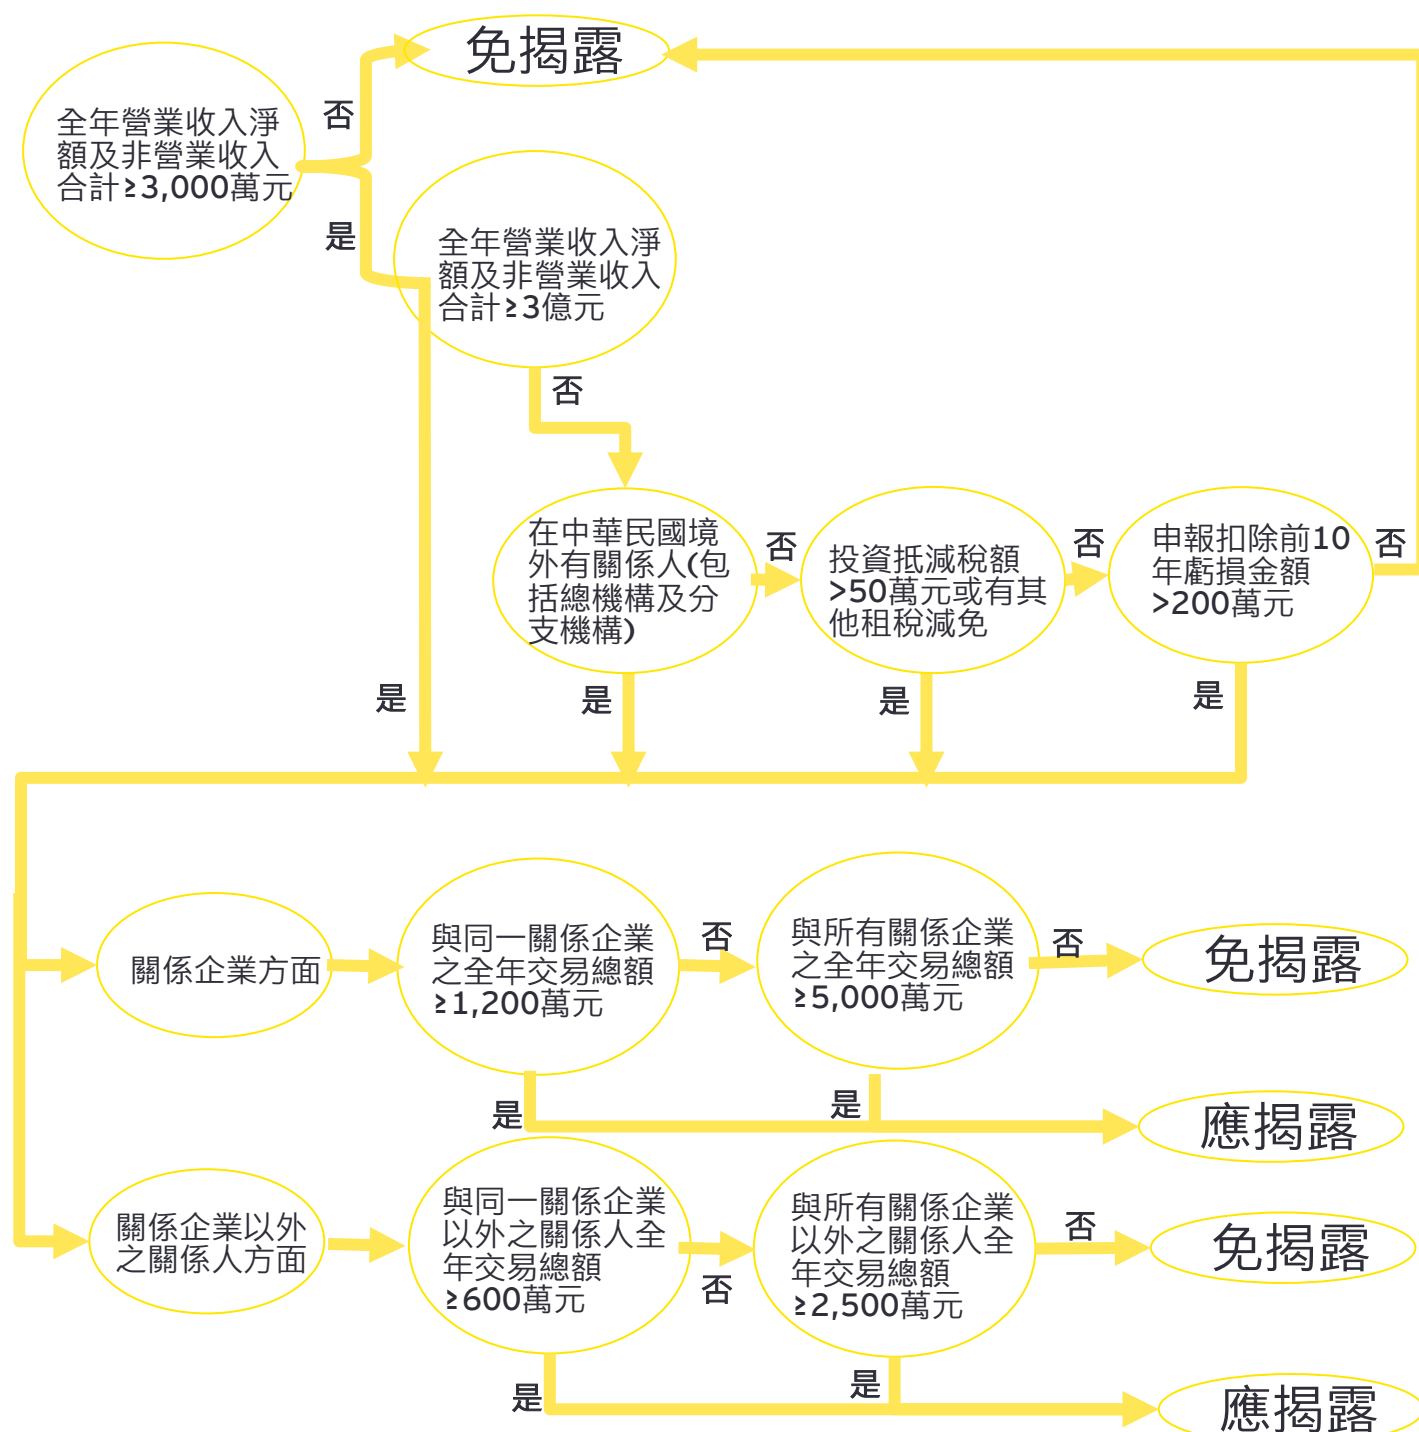 免揭露
全年營業收入淨
額及非營業收入
合計≥3,000萬元
否
是
全年營業收入淨
額及非營業收入
合計≥3億元
否
在中華民國境
外有關係人(包
括總機構及分
支機構)
否
投資抵減稅額
>50萬元或有其
他租稅減免
否
申報扣除前10
年虧損金額
>200萬元
否
是
是
是
是
關係企業方面
與同一關係企業
之全年交易總額
≥1,200萬元
否
與所有關係企業
之全年交易總額
≥5,000萬元
否
免揭露
是
是
應揭露
關係企業以外
之關係人方面
與同一關係企業
以外之關係人全
年交易總額
≥600萬元
否
與所有關係企業
以外之關係人全
年交易總額
≥2,500萬元
否
免揭露
是
是
應揭露